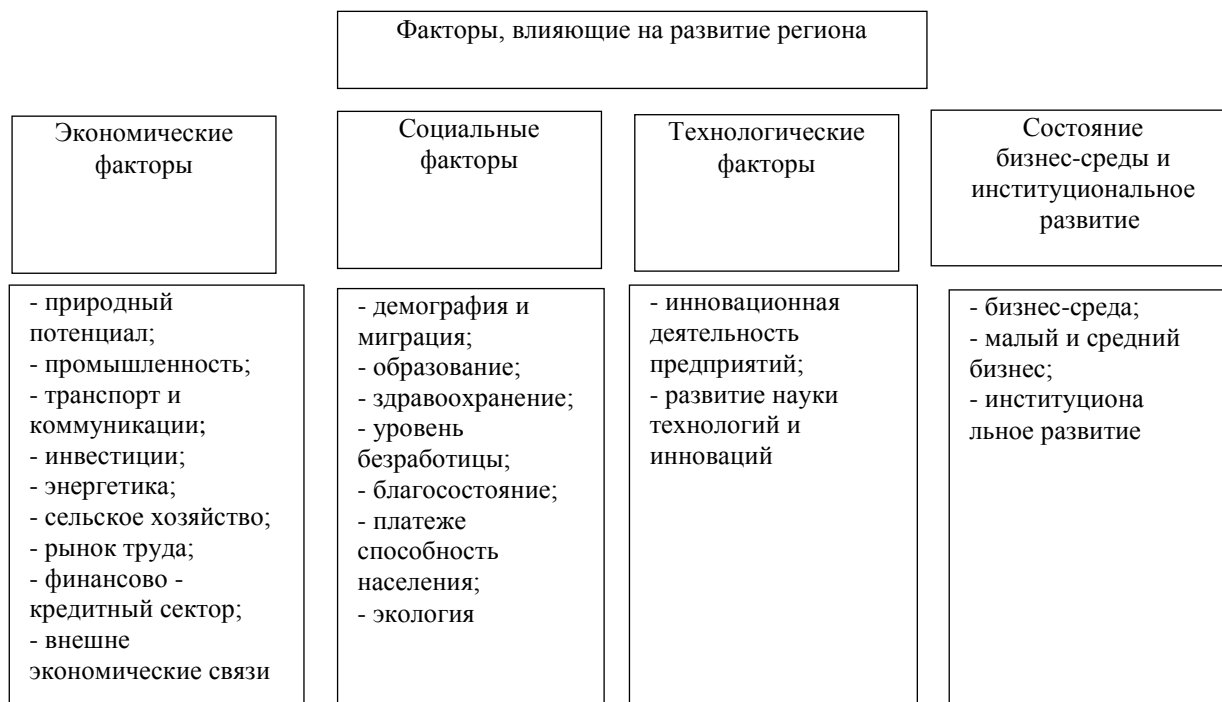 Факторы, влияющие на развитие региона
Экономические
факторы
Социальные
факторы
Технологические
факторы
Состояние
бизнес-среды и
институциональное
развитие
- природный
потенциал;
- промышленность;
- транспорт и
коммуникации;
- инвестиции;
- энергетика;
- сельское хозяйство;
- рынок труда;
- финансово -
кредитный сектор;
- внешне
экономические связи
- демография и
миграция;
- образование;
- здравоохранение;
- уровень
безработицы;
- благосостояние;
- платеже
способность
населения;
- экология
- инновационная
деятельность
предприятий;
- развитие науки
технологий и
инноваций
- бизнес-среда;
- малый и средний
бизнес;
- институциона
льное развитие